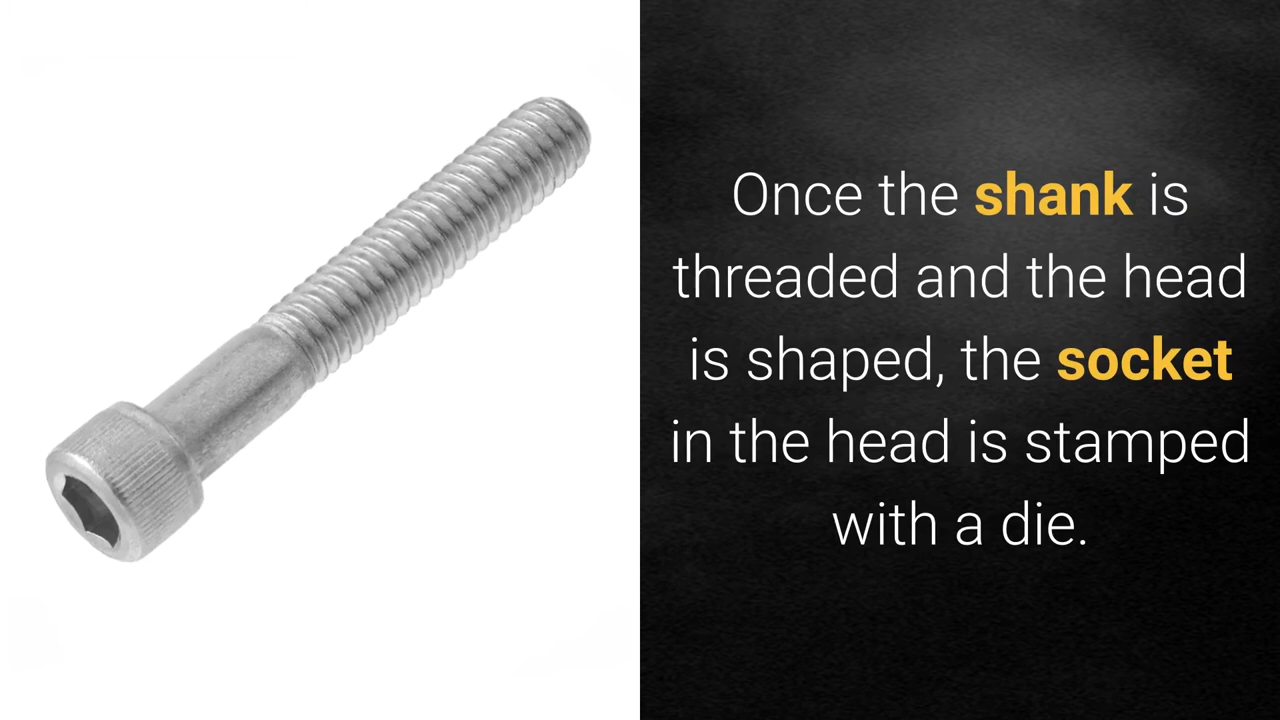 Once the shank is
threaded and the head
is shaped, the socket
in the head is stamped
with a die.